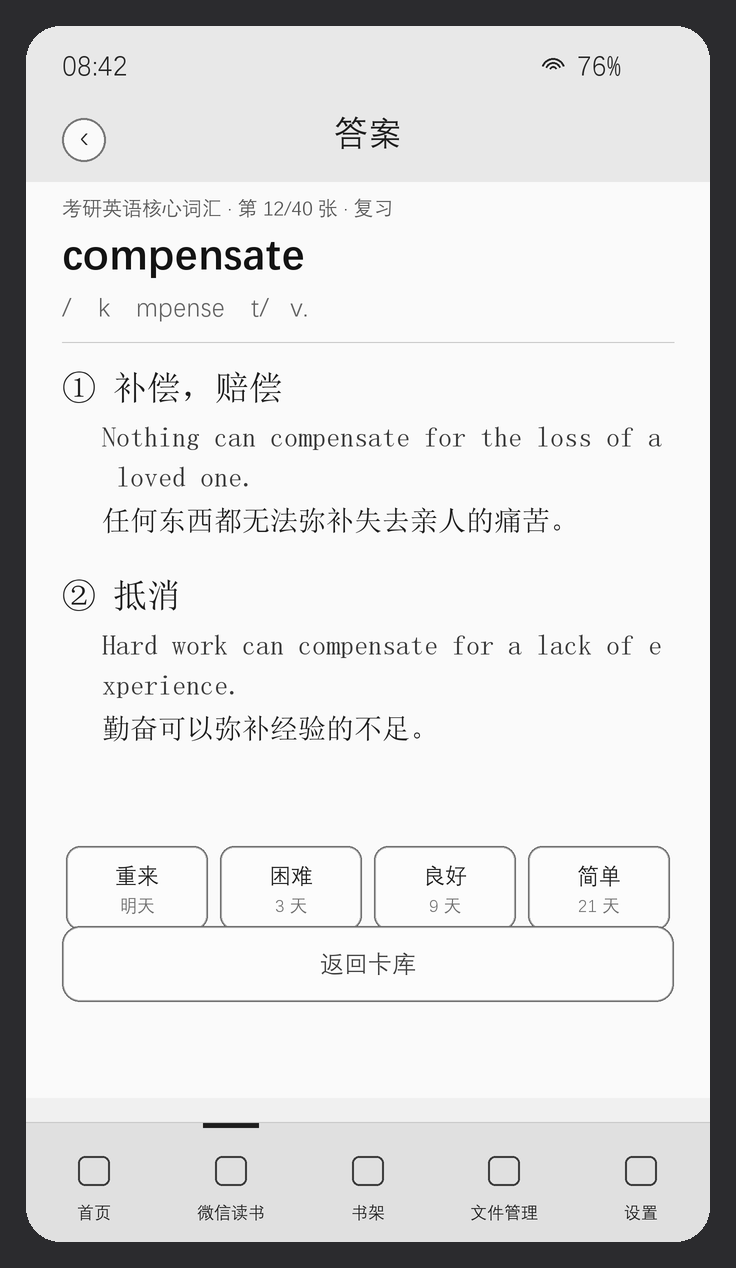 08:42 76%
答案
考研英语核心词汇 · 第 12/40 张 · 复习
compensate
/ k mpense t/ v.
① 补偿，赔偿
Nothing can compensate for the loss of a
loved one.
任何东西都无法弥补失去亲人的痛苦。
② 抵消
Hard work can compensate for a lack of e
xperience.
勤奋可以弥补经验的不足。
重来 困难 良好 简单
明天 3 天 9 天 21 天
返回卡库
首页 微信读书 书架 文件管理 设置